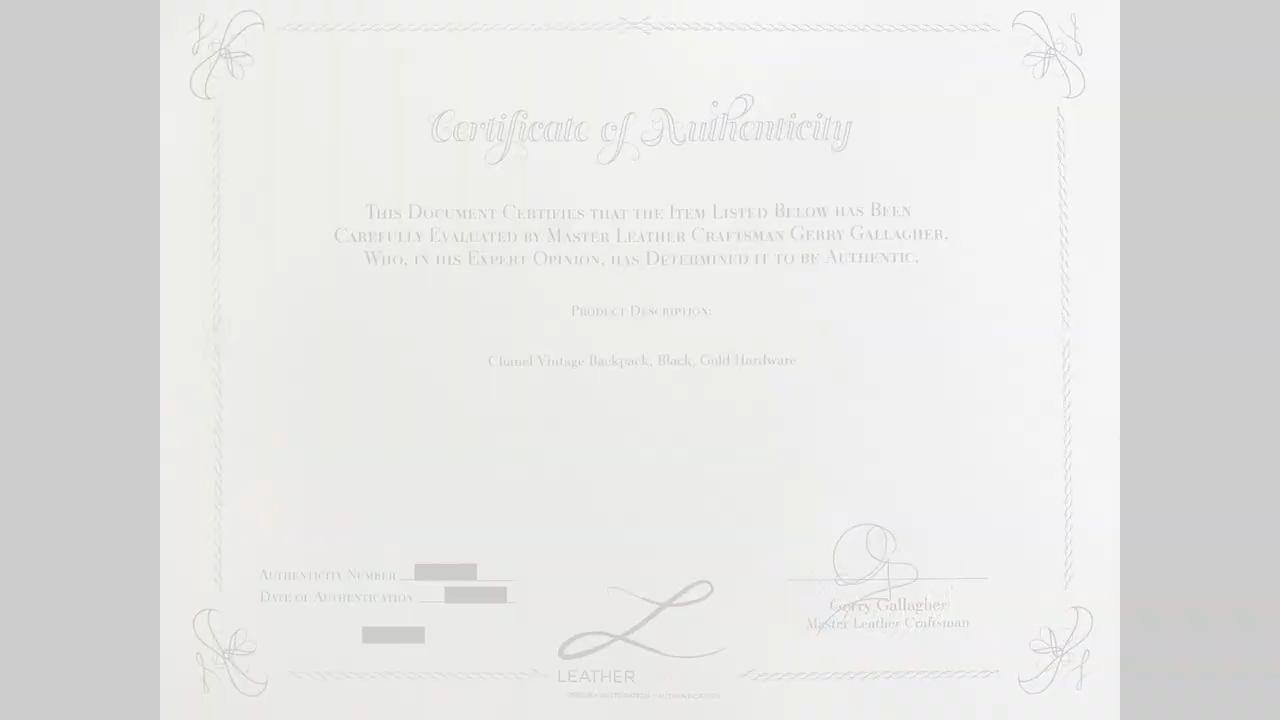 Certificate of Authenticity
THIS DOCUMENT CERTIFIES THAT THE ITEM LISTED BELOW HAS BEEN
CAREFULLY EVALUATED BY MASTER LEATHER CRAFTSMAN GERRY GALLAGHER,
WHO, IN HIS EXPERT OPINION, HAS DETERMINED IT TO BE AUTHENTIC.
PRODUCT DESCRIPTION:
Chanel Vintage Backpack, Black, Gold Hardware
AUTHENTICITY NUMBER
DATE OF AUTHENTICATION
Gerry Gallagher
Master Leather Craftsman
LEATHER